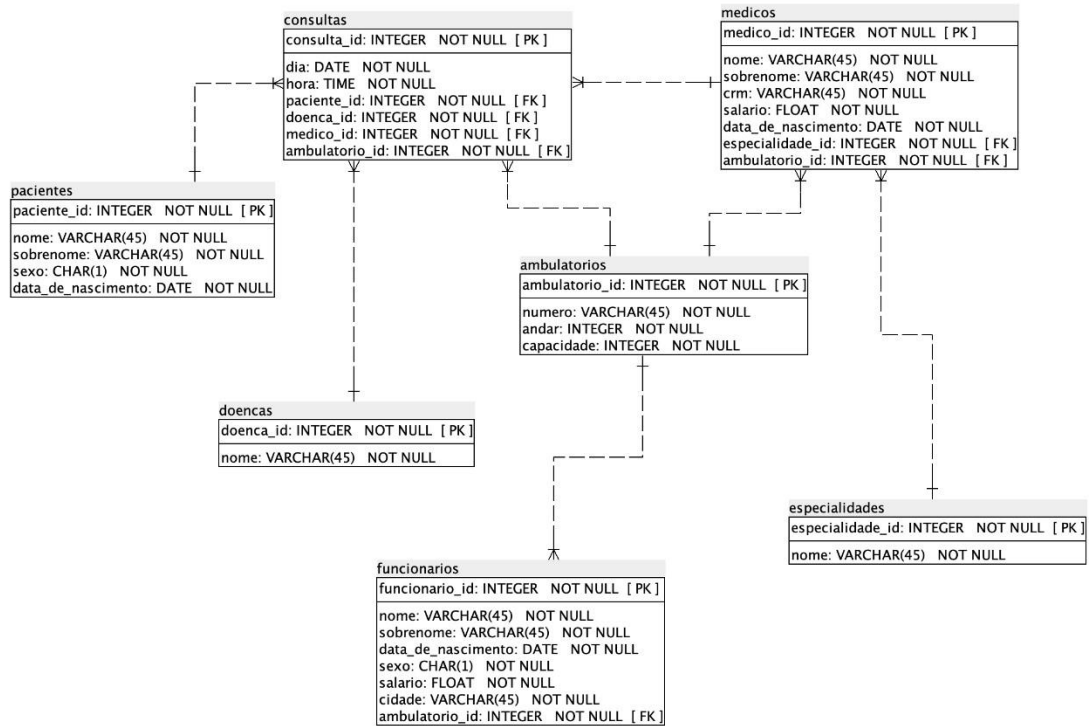 consultas
consulta_id: INTEGER NOT NULL [ PK ]
dia: DATE NOT NULL
hora: TIME NOT NULL
paciente_id: INTEGER NOT NULL [ FK ]
doenca_id: INTEGER NOT NULL [ FK ]
medico_id: INTEGER NOT NULL [ FK ]
ambulatorio_id: INTEGER NOT NULL [ FK ]
medicos
medico_id: INTEGER NOT NULL [ PK ]
nome: VARCHAR(45) NOT NULL
sobrenome: VARCHAR(45) NOT NULL
crm: VARCHAR(45) NOT NULL
salario: FLOAT NOT NULL
data_de_nascimento: DATE NOT NULL
especialidade_id: INTEGER NOT NULL [ FK ]
ambulatorio_id: INTEGER NOT NULL [ FK ]
pacientes
paciente_id: INTEGER NOT NULL [ PK ]
nome: VARCHAR(45) NOT NULL
sobrenome: VARCHAR(45) NOT NULL
sexo: CHAR(1) NOT NULL
data_de_nascimento: DATE NOT NULL
ambulatorios
ambulatorio_id: INTEGER NOT NULL [ PK ]
numero: VARCHAR(45) NOT NULL
andar: INTEGER NOT NULL
capacidade: INTEGER NOT NULL
doencas
doenca_id: INTEGER NOT NULL [ PK ]
nome: VARCHAR(45) NOT NULL
especialidades
especialidade_id: INTEGER NOT NULL [ PK ]
nome: VARCHAR(45) NOT NULL
funcionarios
funcionario_id: INTEGER NOT NULL [ PK ]
nome: VARCHAR(45) NOT NULL
sobrenome: VARCHAR(45) NOT NULL
data_de_nascimento: DATE NOT NULL
sexo: CHAR(1) NOT NULL
salario: FLOAT NOT NULL
cidade: VARCHAR(45) NOT NULL
ambulatorio_id: INTEGER NOT NULL [ FK ]